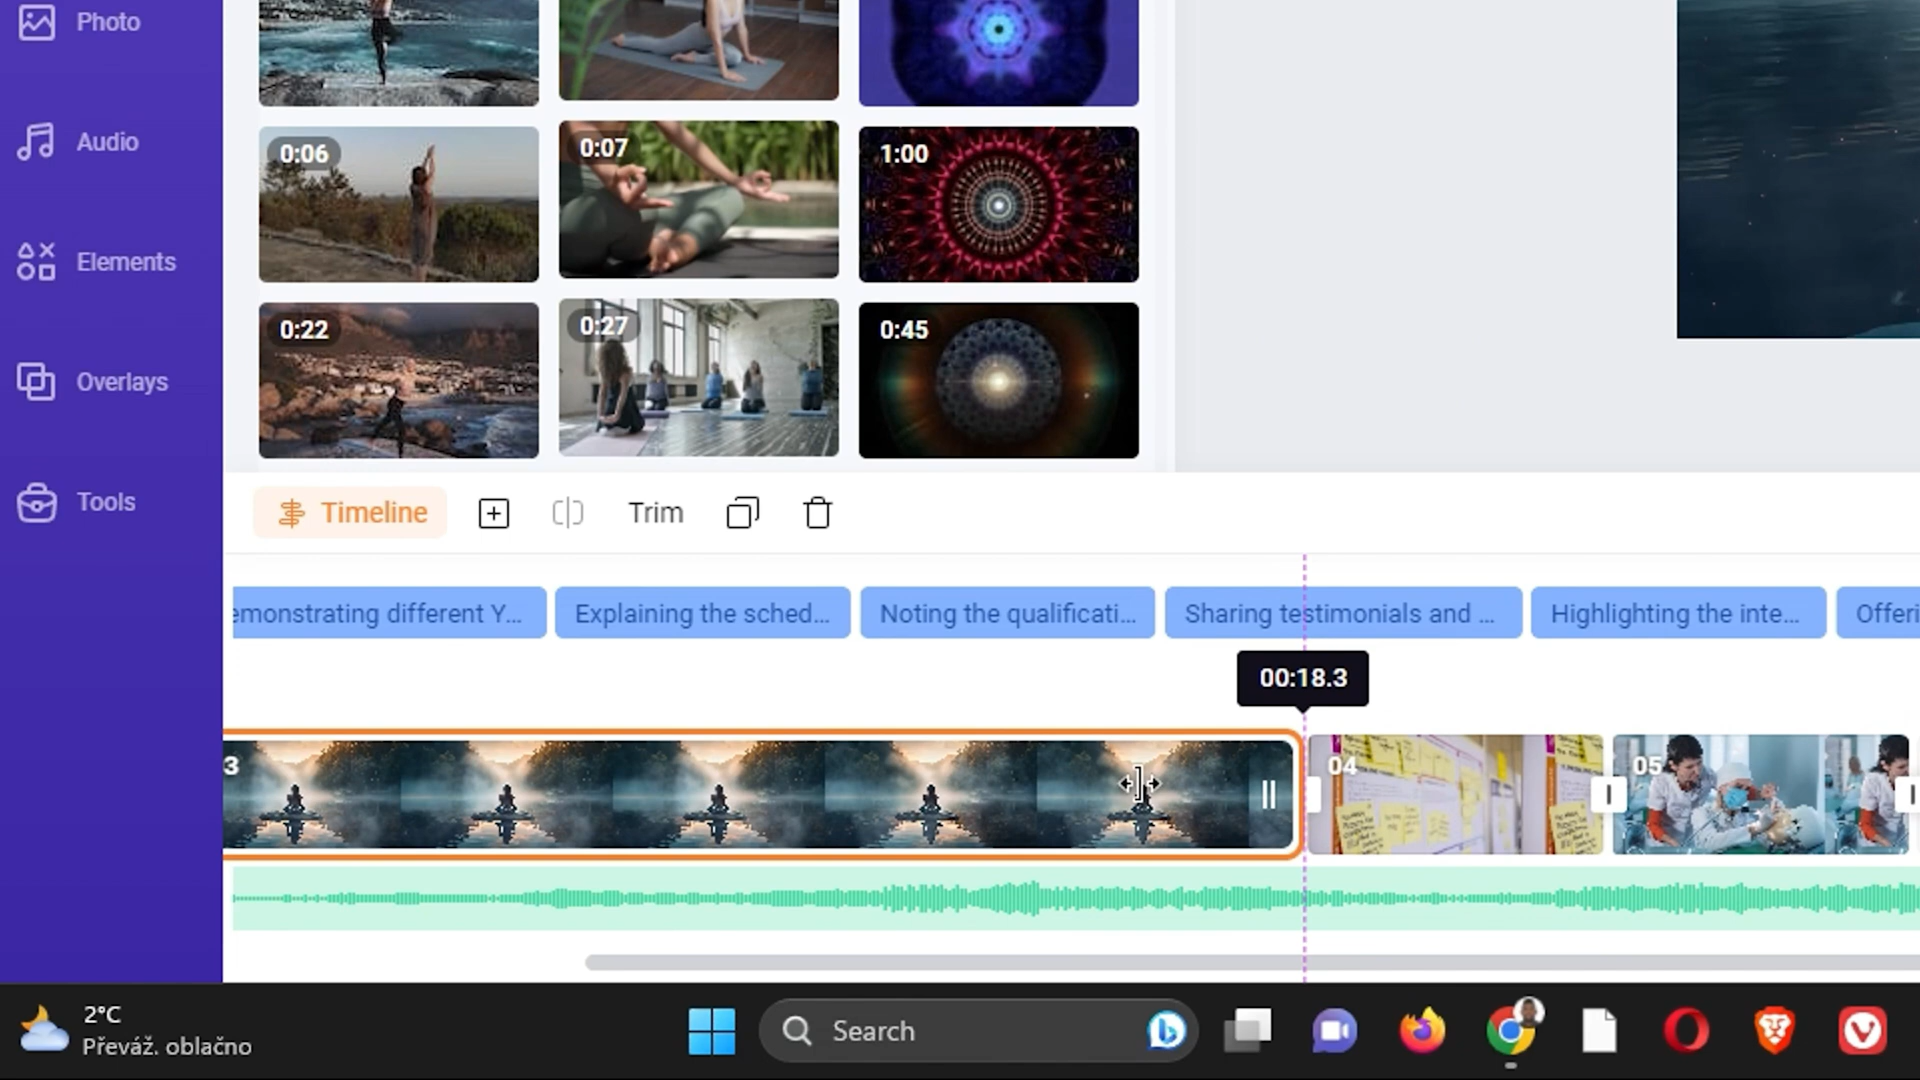 Photo
Audio
Elements
Overlays
Tools
0:06
0:07
1:00
0:22
0:27
0:45
Timeline
Trim
emonstrating different Y...
Explaining the sched...
Noting the qualificati...
Sharing testimonials and ...
Highlighting the inte...
Offeri
00:18.3
3
04
05
2°C
Převáž. oblačno
Search